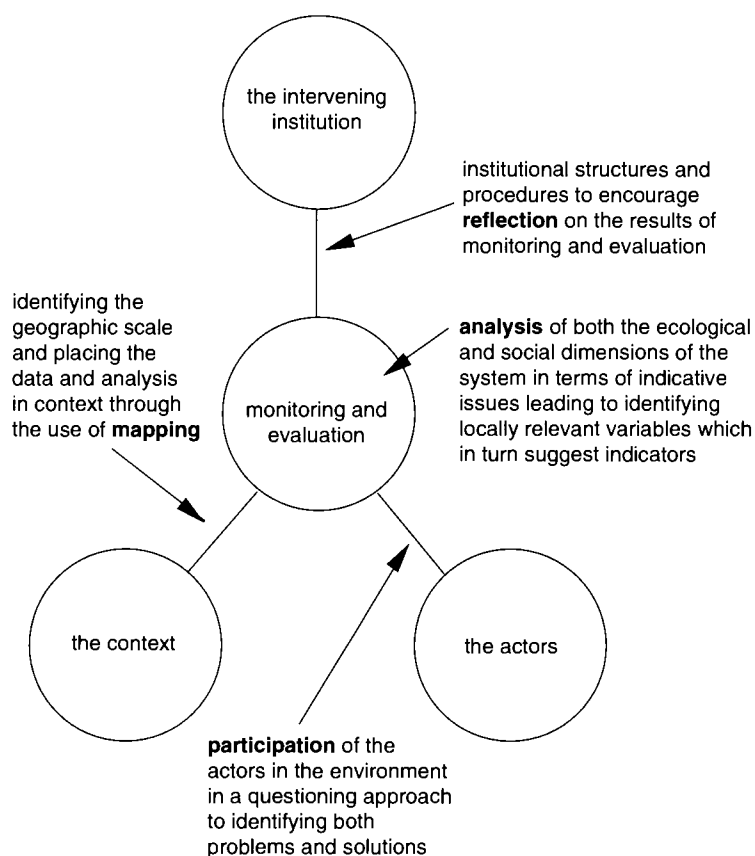 the intervening
institution
institutional structures and
procedures to encourage
reflection on the results of
monitoring and evaluation
identifying the
geographic scale
and placing the
data and analysis
in context through
the use of mapping
monitoring and
evaluation
analysis of both the ecological
and social dimensions of the
system in terms of indicative
issues leading to identifying
locally relevant variables which
in turn suggest indicators
the context
the actors
participation of the
actors in the environment
in a questioning approach
to identifying both
problems and solutions